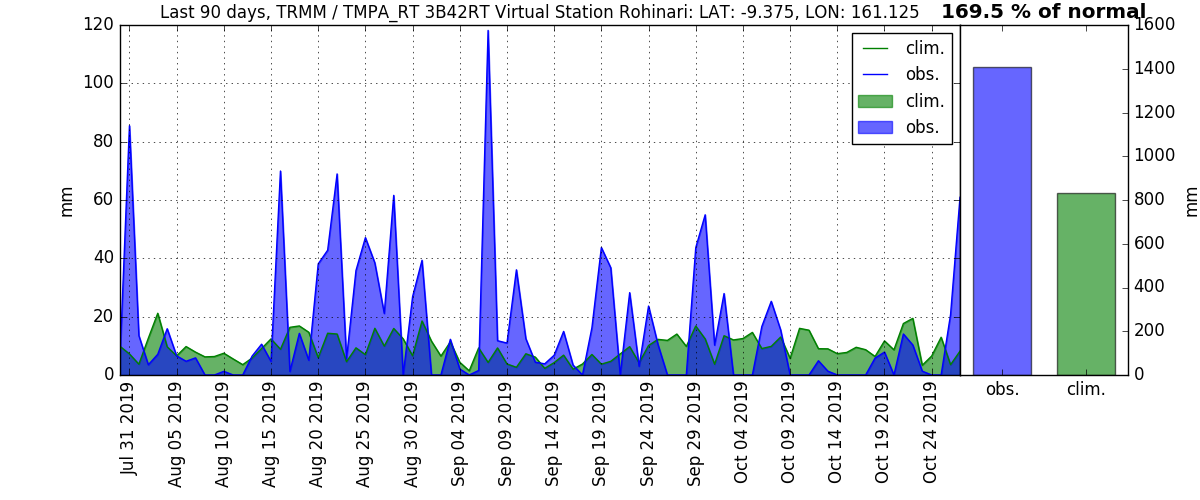 Last 90 days, TRMM / TMPA_RT 3B42RT Virtual Station Rohinari: LAT: -9.375, LON: 161.125
169.5 % of normal
120
100
80
60
40
20
0
mm
clim.
obs.
clim.
obs.
1600
1400
1200
1000
800
600
400
200
0
mm
Jul 31 2019
Aug 05 2019
Aug 10 2019
Aug 15 2019
Aug 20 2019
Aug 25 2019
Aug 30 2019
Sep 04 2019
Sep 09 2019
Sep 14 2019
Sep 19 2019
Sep 24 2019
Sep 29 2019
Oct 04 2019
Oct 09 2019
Oct 14 2019
Oct 19 2019
Oct 24 2019
obs.
clim.